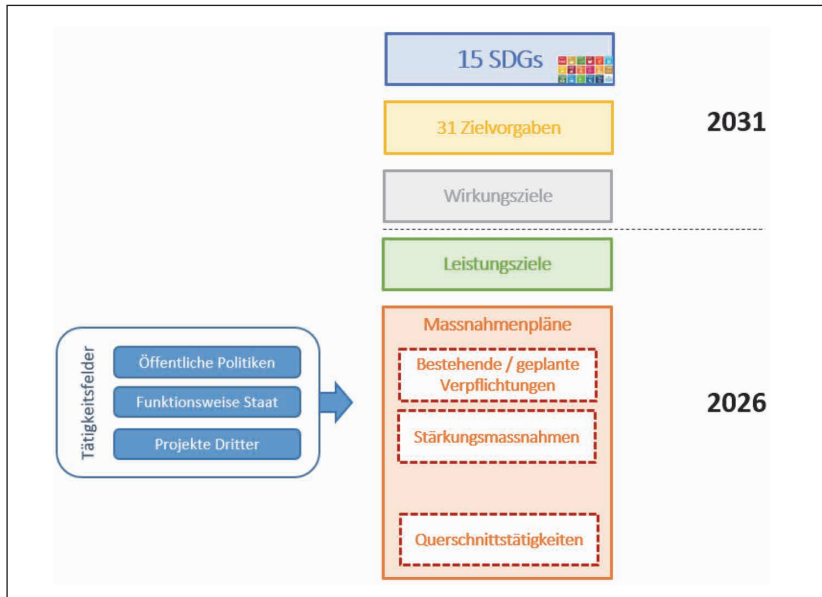 15 SDGs
31 Zielvorgaben
2031
Wirkungsziele
Leistungsziele
Massnahmenpläne
Bestehende / geplante
Verpflichtungen
Stärkungsmassnahmen
Querschnittstätigkeiten
2026
Tätigkeitsfelder
Öffentliche Politiken
Funktionsweise Staat
Projekte Dritter